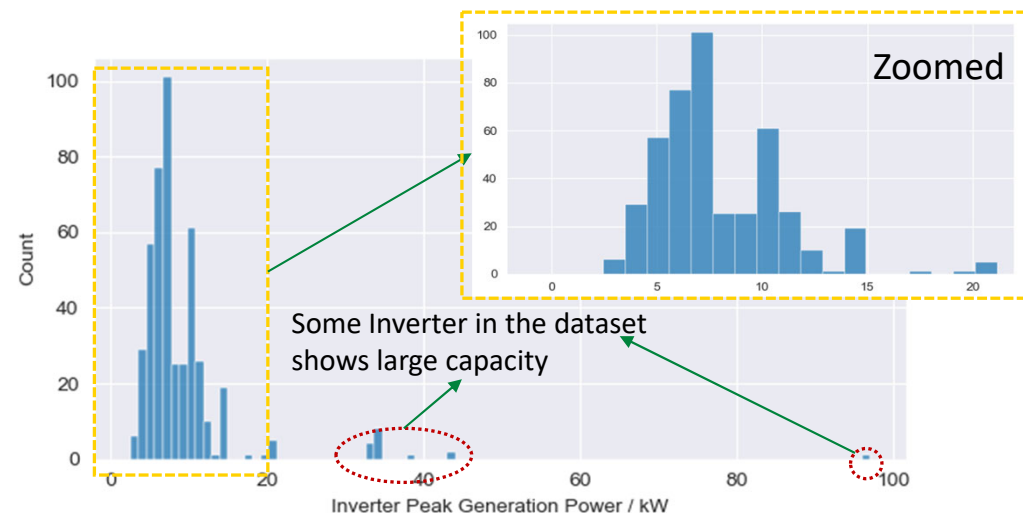 Zoomed
100
80
60
40
20
0
0 5 10 15 20
Count
100
80
60
40
20
0
Some Inverter in the dataset
shows large capacity
0 20 40 60 80 100
Inverter Peak Generation Power / kW